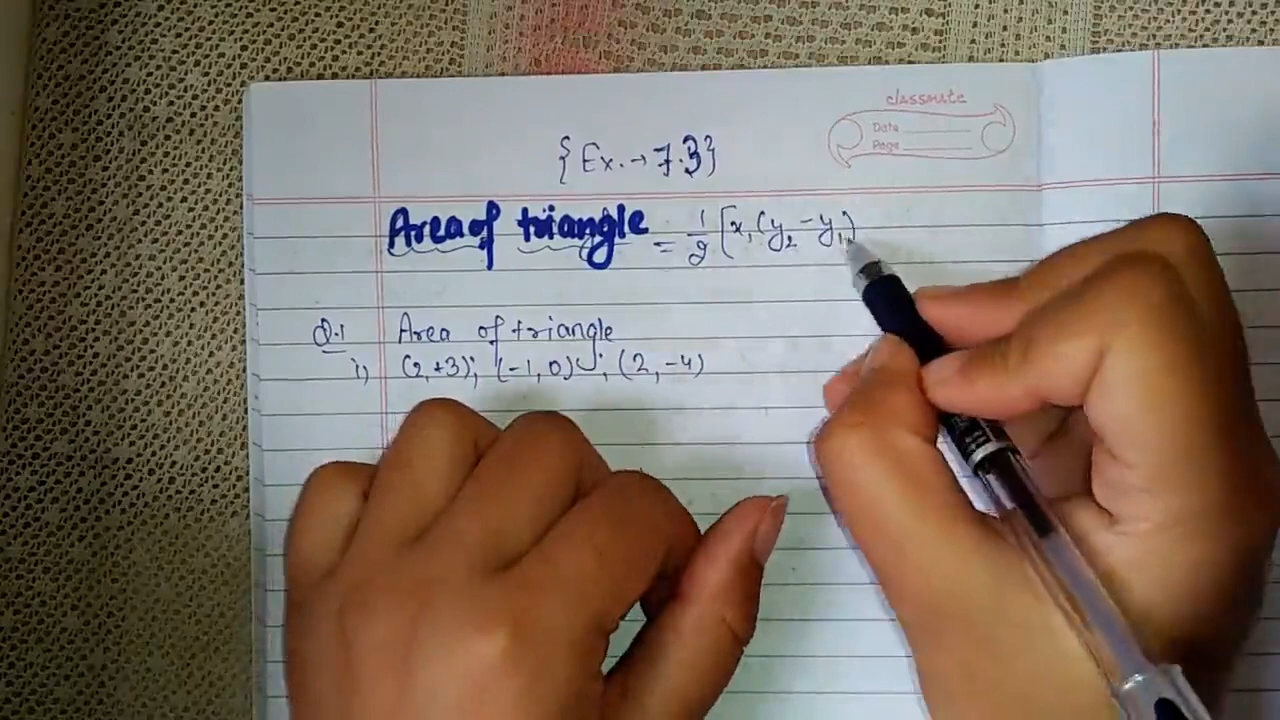 classmate
Date
Page
{Ex.→7.3}
Area of triangle = 1/2 [x₁(y₂-y₁)
Q.1 Area of triangle
i) (2,+3); (-1,0); (2,-4)